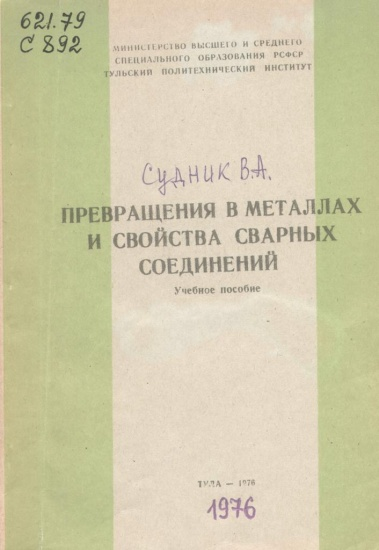 621.79
С 892
МИНИСТЕРСТВО ВЫСШЕГО И СРЕДНЕГО
СПЕЦИАЛЬНОГО ОБРАЗОВАНИЯ РСФСР
ТУЛЬСКИЙ ПОЛИТЕХНИЧЕСКИЙ ИНСТИТУТ
Судник В.А.
ПРЕВРАЩЕНИЯ В МЕТАЛЛАХ
И СВОЙСТВА СВАРНЫХ
СОЕДИНЕНИЙ
Учебное пособие
ТУЛА — 1976
1976